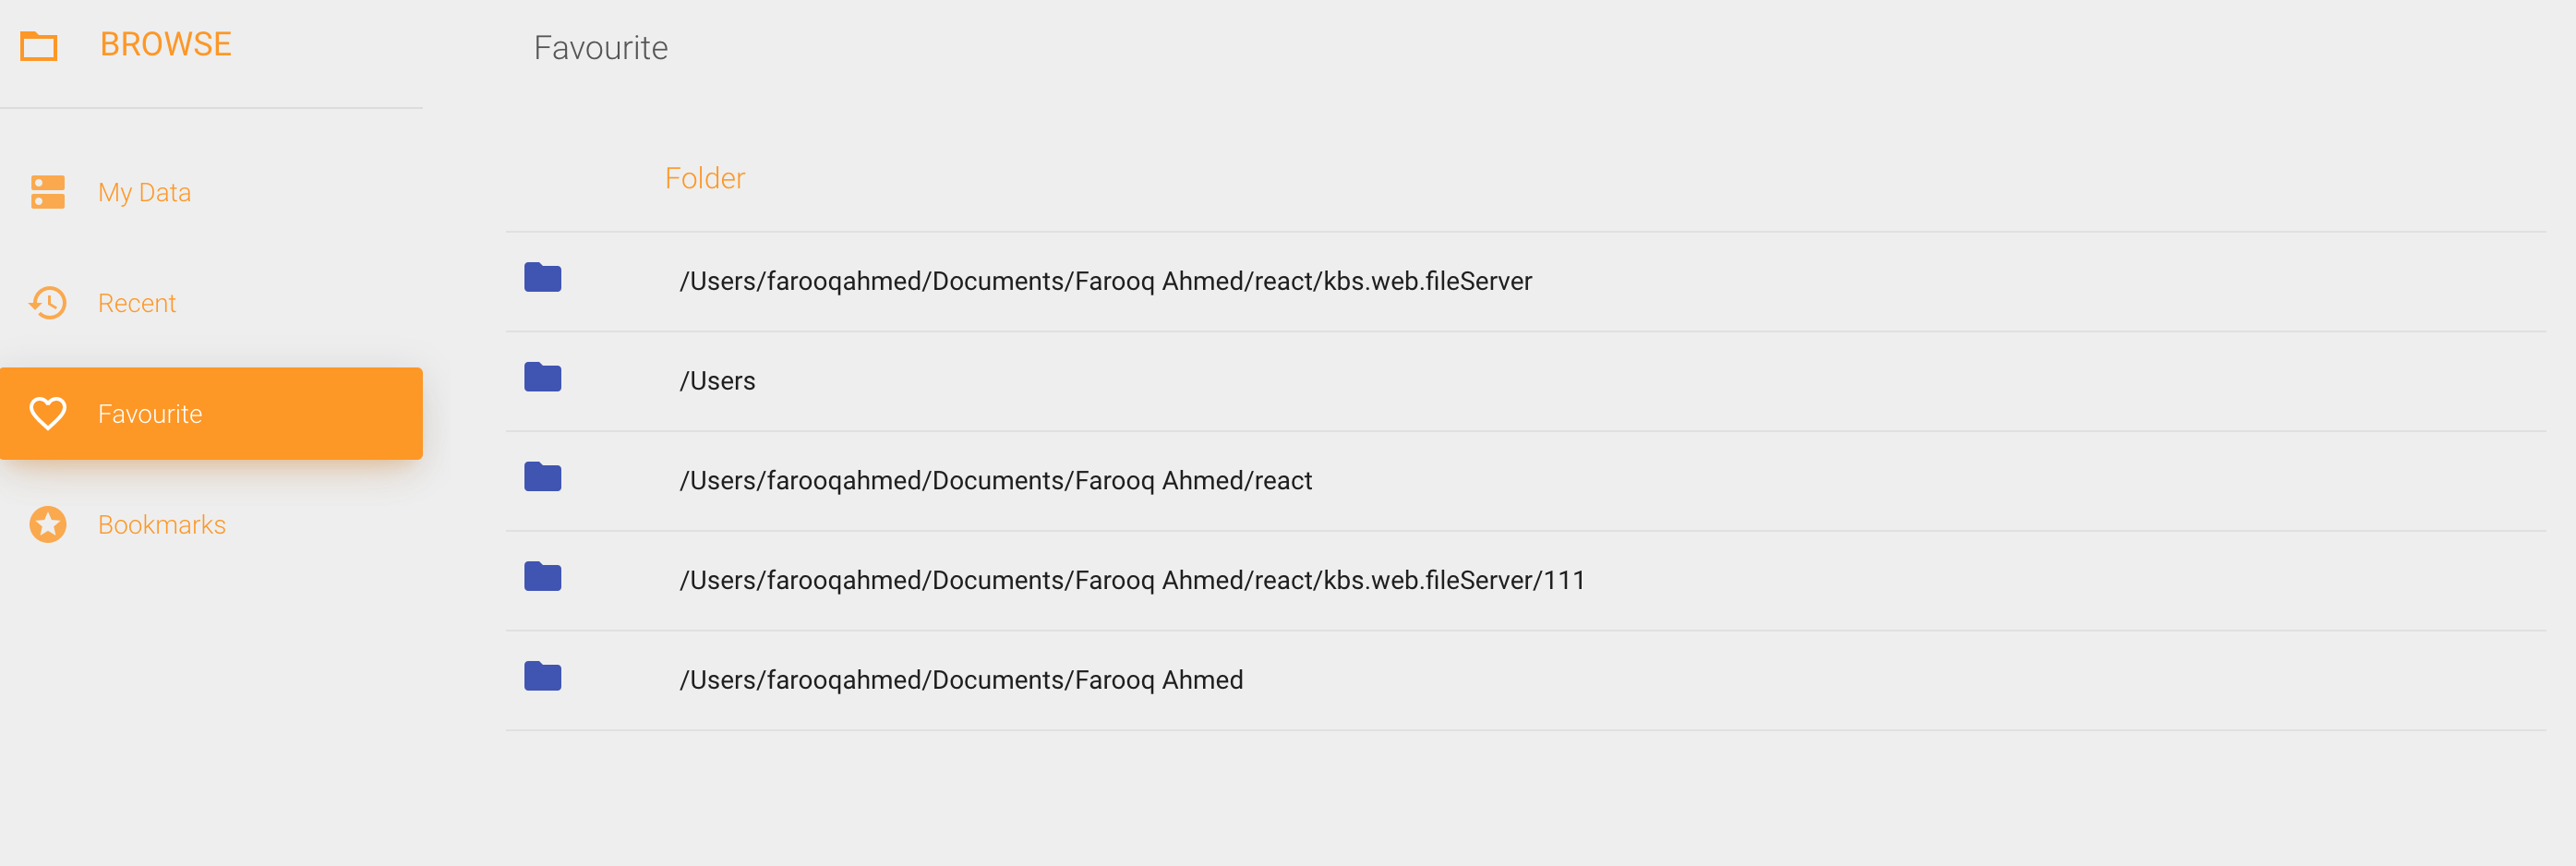 BROWSE
My Data
Recent
Favourite
Bookmarks
Favourite
Folder
/Users/farooqahmed/Documents/Farooq Ahmed/react/kbs.web.fileServer
/Users
/Users/farooqahmed/Documents/Farooq Ahmed/react
/Users/farooqahmed/Documents/Farooq Ahmed/react/kbs.web.fileServer/111
/Users/farooqahmed/Documents/Farooq Ahmed